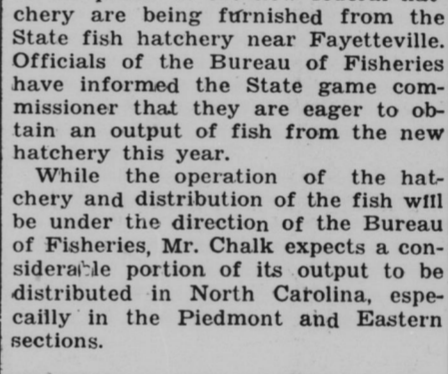 chery are being furnished from the
State fish hatchery near Fayetteville.
Officials of the Bureau of Fisheries
have informed the State game com-
missioner that they are eager to ob-
tain an output of fish from the new
hatchery this year.
While the operation of the hat-
chery and distribution of the fish will
be under the direction of the Bureau
of Fisheries, Mr. Chalk expects a con-
siderable portion of its output to be
distributed in North Carolina, espe-
cailly in the Piedmont and Eastern
sections.